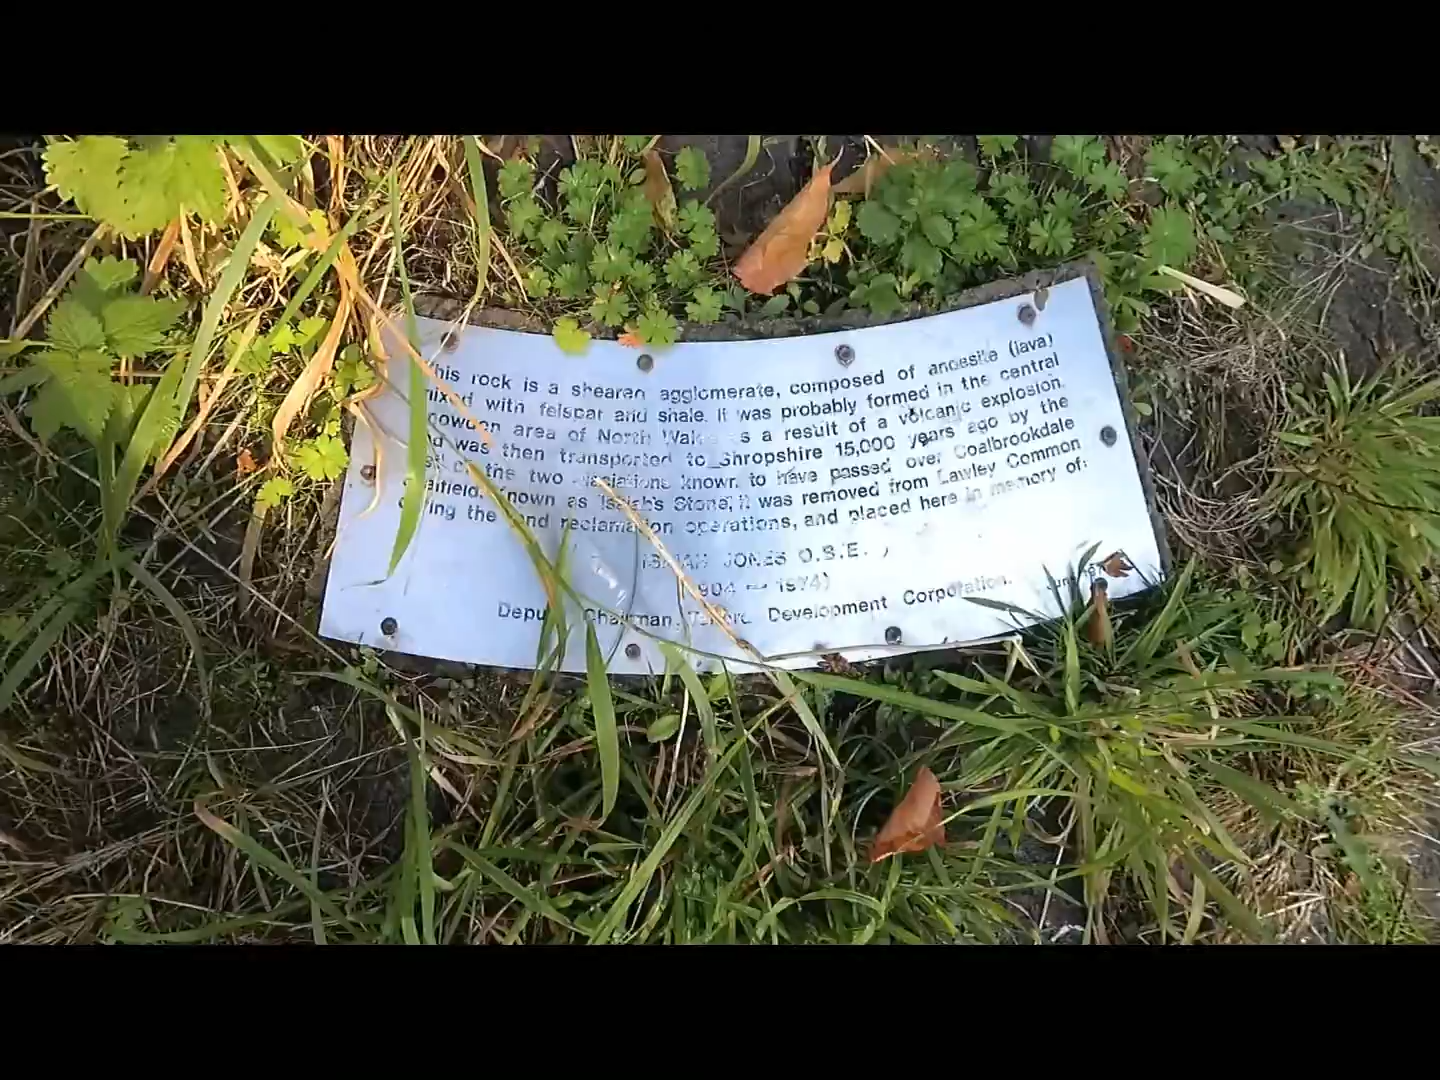 This rock is a sheared agglomerate, composed of andesite (lava)
mixed with felspar and shale. It was probably formed in the central
Snowdon area of North Wales as a result of a volcanic explosion,
and was then transported to Shropshire 15,000 years ago by the
of the two glaciations known to have passed over Coalbrookdale
Coalfield. Known as 'Isaiah's Stone', it was removed from Lawley Common
during the land reclamation operations, and placed here in memory of:
ISAIAH JONES O.B.E.
(1904 – 1974)
Deputy Chairman, Telford Development Corporation.